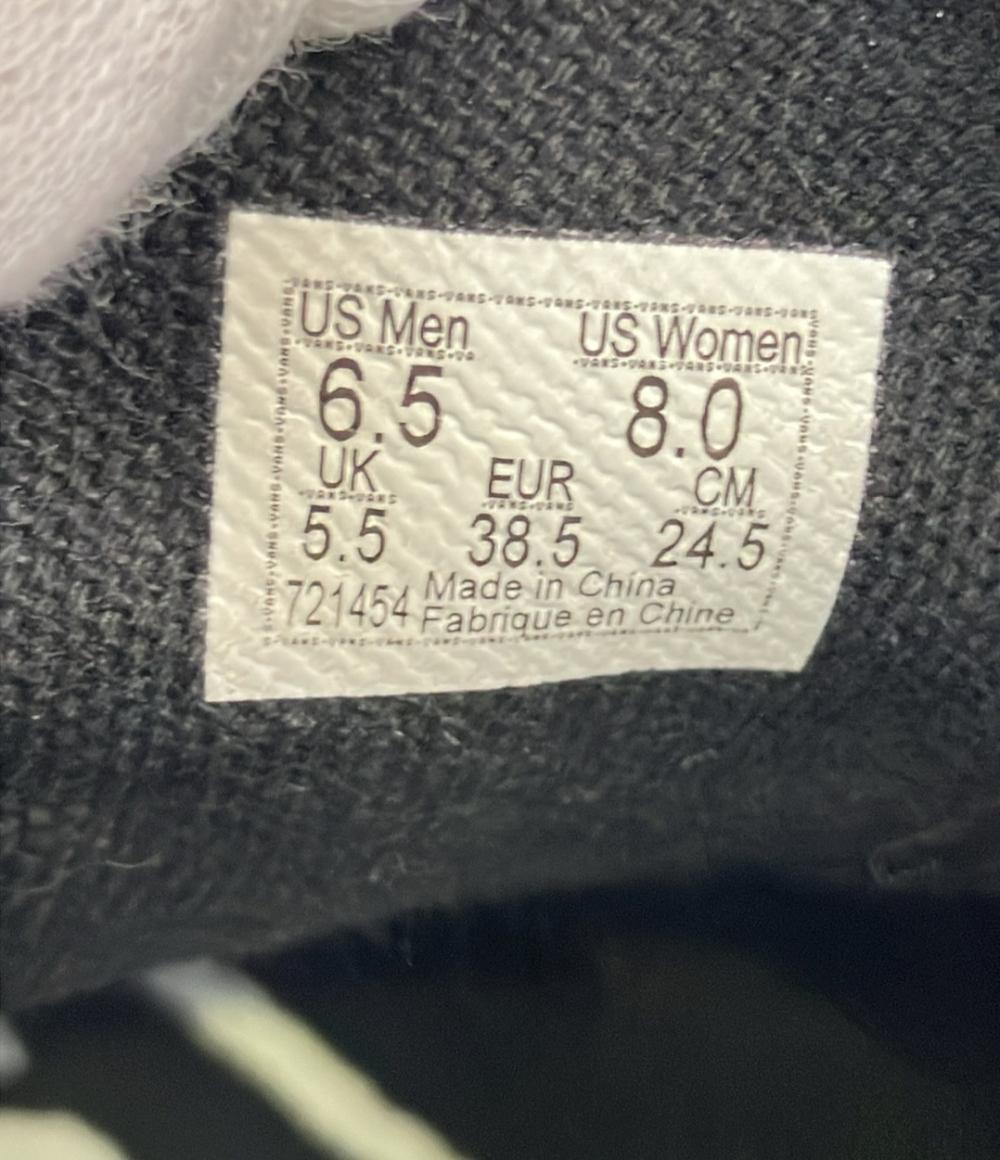 US Men US Women
6.5 8.0
UK EUR CM
5.5 38.5 24.5
721454 Made in China
Fabrique en Chine